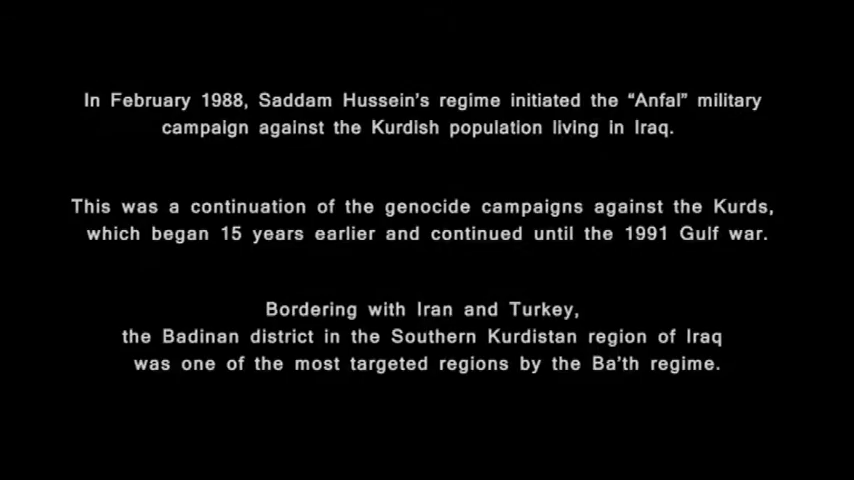 In February 1988, Saddam Hussein's regime initiated the "Anfal" military
campaign against the Kurdish population living in Iraq.
This was a continuation of the genocide campaigns against the Kurds,
which began 15 years earlier and continued until the 1991 Gulf war.
Bordering with Iran and Turkey,
the Badinan district in the Southern Kurdistan region of Iraq
was one of the most targeted regions by the Ba'th regime.